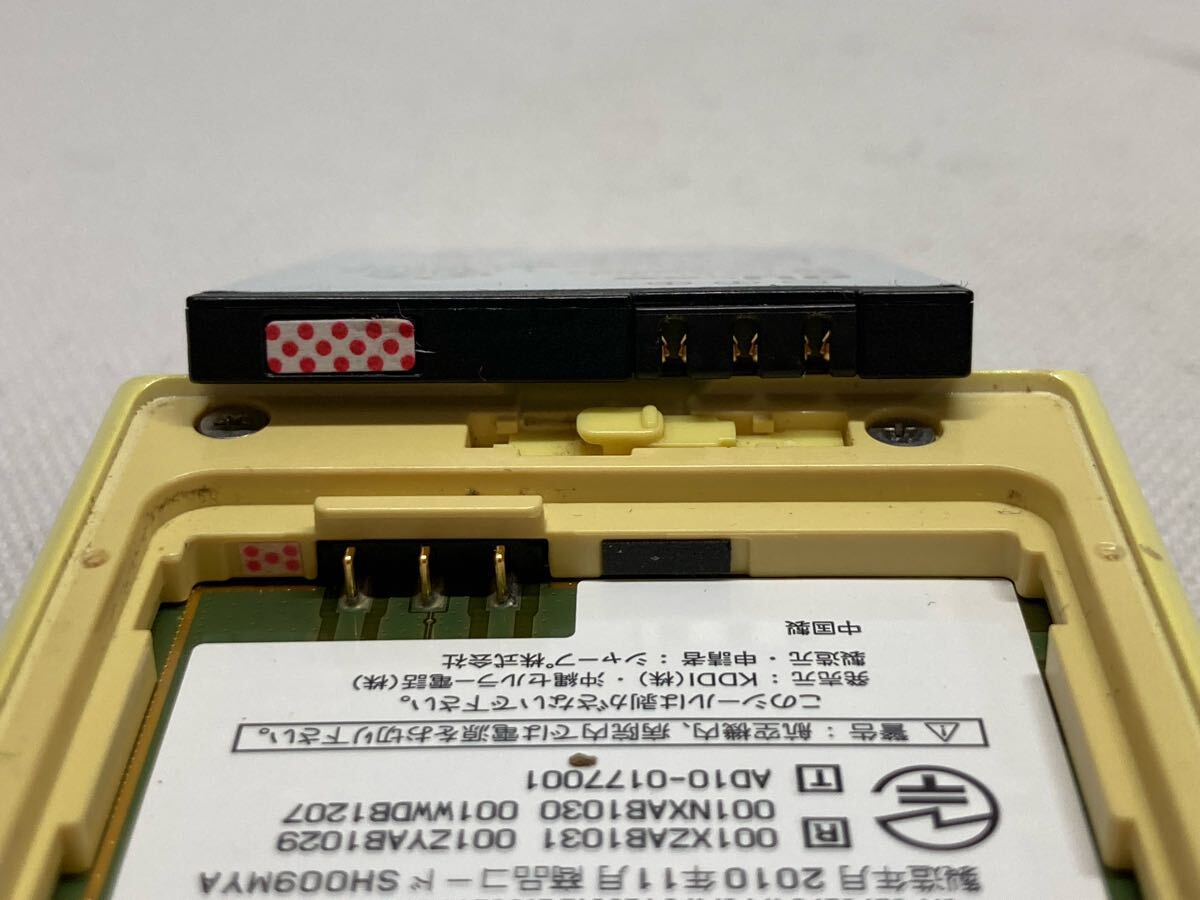 製造年月 2010年11月 商品コード SH009MYA
R 001XZAB1031 001ZYAB1029
001NXAB1030 001WWDB1207
T AD10-0177001
警告：航空機内、病院内では電源をお切り下さい。
このシールは剥がさないで下さい。
発売元：KDDI(株)・沖縄セルラー電話(株)
製造元・申請者：シャープ株式会社
中国製